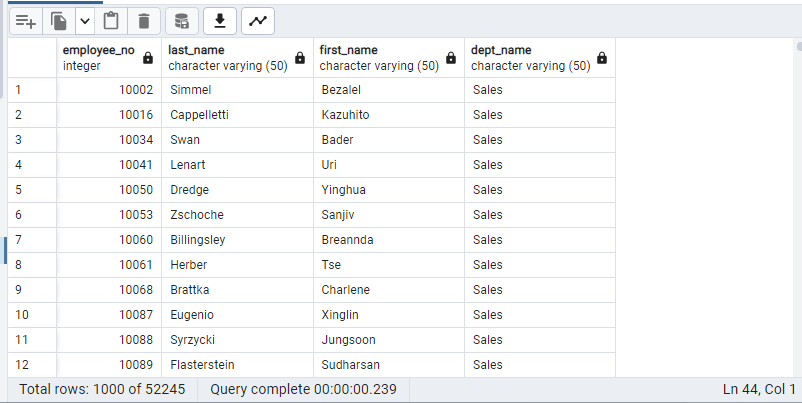 employee_no last_name first_name dept_name
integer character varying (50) character varying (50) character varying (50)
1 10002 Simmel Bezalel Sales
2 10016 Cappelletti Kazuhito Sales
3 10034 Swan Bader Sales
4 10041 Lenart Uri Sales
5 10050 Dredge Yinghua Sales
6 10053 Zschoche Sanjiv Sales
7 10060 Billingsley Breannda Sales
8 10061 Herber Tse Sales
9 10068 Brattka Charlene Sales
10 10087 Eugenio Xinglin Sales
11 10088 Syrzycki Jungsoon Sales
12 10089 Flasterstein Sudharsan Sales
Total rows: 1000 of 52245 Query complete 00:00:00.239 Ln 44, Col 1